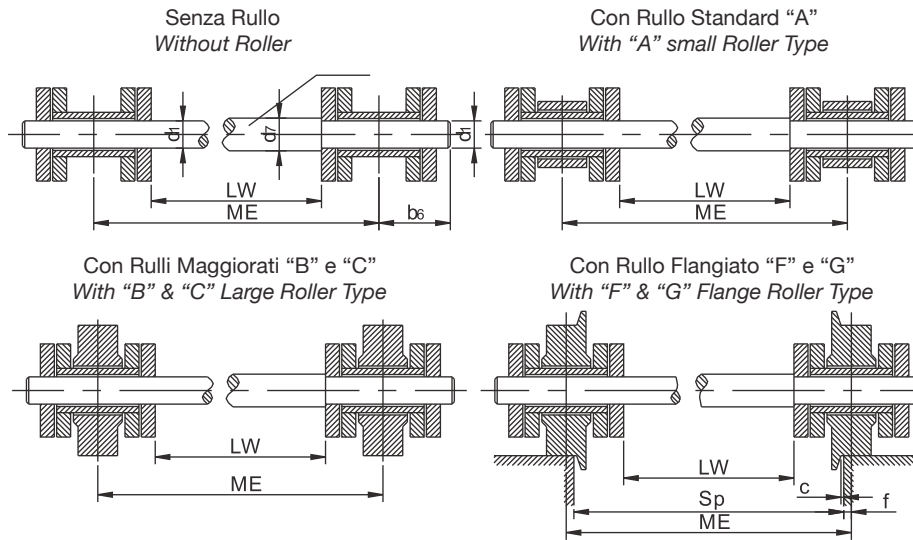 Senza Rullo
Without Roller
d1
d7
d1
LW
ME
b6
Con Rullo Standard “A”
With “A” small Roller Type
LW
ME
Con Rulli Maggiorati “B” e “C”
With “B” & “C” Large Roller Type
LW
ME
Con Rullo Flangiato “F” e “G”
With “F” & “G” Flange Roller Type
LW
c
Sp
f
ME